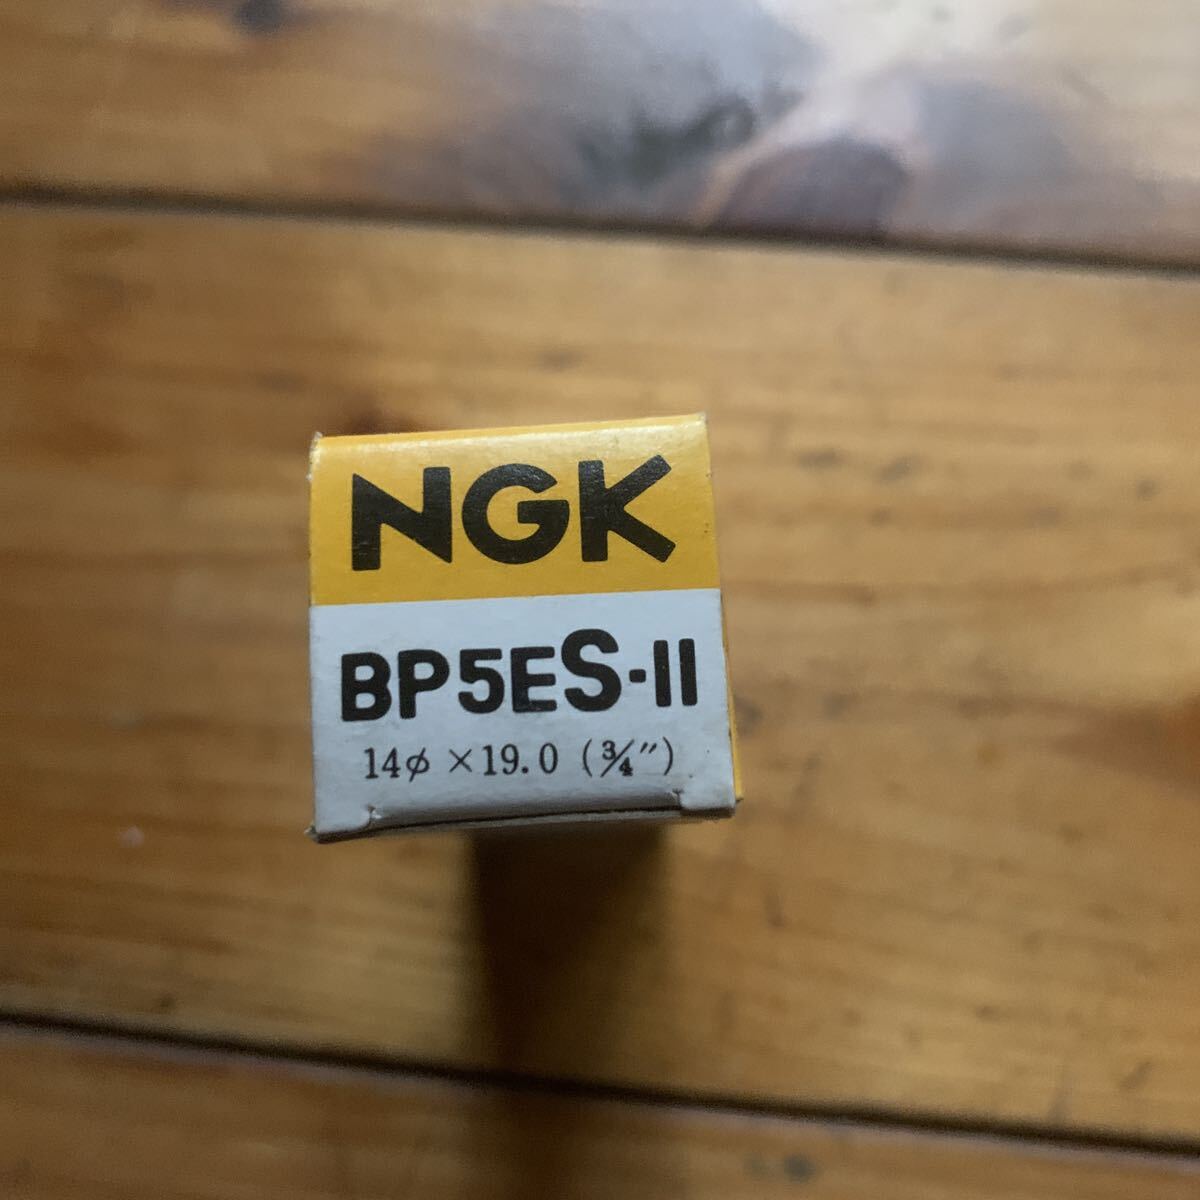 NGK
BP5ES-11
14φ ×19.0 (¾″)